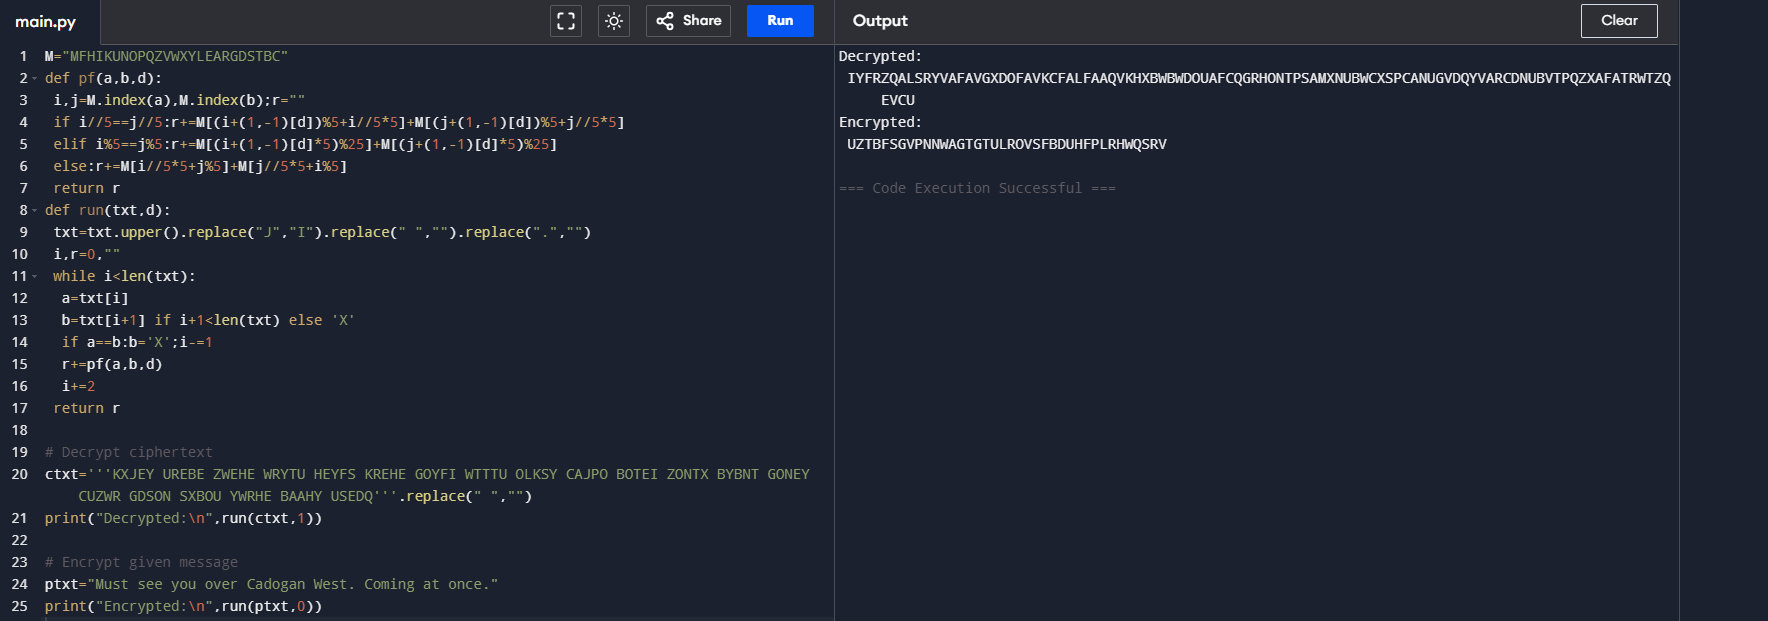 main.py
Share
Run
Output
Clear
1 M="MFHIKUNOPQZVWXYLEARGDSTBC"
2 def pf(a,b,d):
3 i,j=M.index(a),M.index(b);r=""
4 if i//5==j//5:r+=M[(i+(1,-1)[d])%5+i//5*5]+M[(j+(1,-1)[d])%5+j//5*5]
5 elif i%5==j%5:r+=M[(i+(1,-1)[d]*5)%25]+M[(j+(1,-1)[d]*5)%25]
6 else:r+=M[i//5*5+j%5]+M[j//5*5+i%5]
7 return r
8 def run(txt,d):
9 txt=txt.upper().replace("J","I").replace(" ","").replace(".","")
10 i,r=0,""
11 while i<len(txt):
12 a=txt[i]
13 b=txt[i+1] if i+1<len(txt) else 'X'
14 if a==b:b='X';i-=1
15 r+=pf(a,b,d)
16 i+=2
17 return r
18
19 # Decrypt ciphertext
20 ctxt='''KXJEY UREBE ZWEHE WRYTU HEYFS KREHE GOYFI WTTTU OLKSY CAJPO BOTEI ZONTX BYBNT GONEY
CUZWR GDSON SXBOU YWRHE BAAHY USEDQ'''.replace(" ","")
21 print("Decrypted:\n",run(ctxt,1))
22
23 # Encrypt given message
24 ptxt="Must see you over Cadogan West. Coming at once."
25 print("Encrypted:\n",run(ptxt,0))
Decrypted:
IYFRZQALSRYVAFAVGXDOFAVKCFALFAAQVKHXBWBWDOUAFCQGRHONTPSAMXNUBWCXSPCANUGVDQYVARCDNUBVTPQZXAFATRWTZQ
EVCU
Encrypted:
UZTBFSGVPNNWAGTGTULROVSFBDUHFPLRHWQSRV
=== Code Execution Successful ===